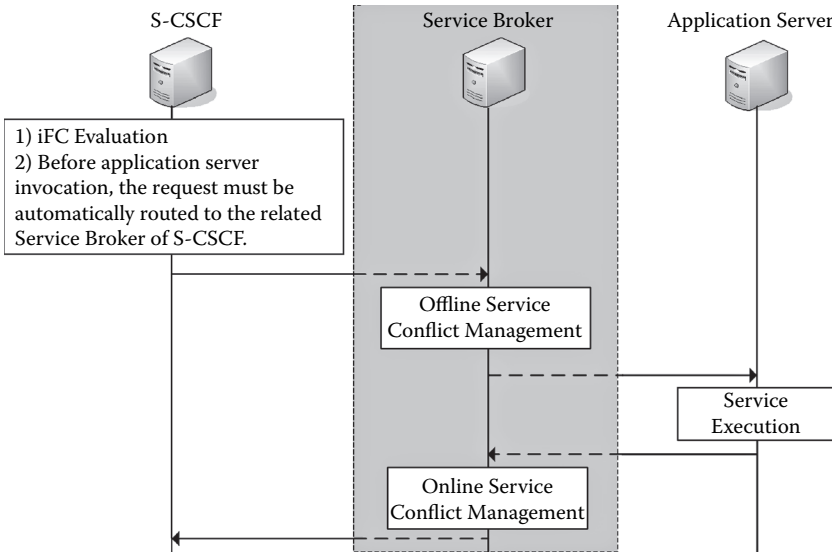 S-CSCF
Service Broker
Application Server
1) iFC Evaluation
2) Before application server
invocation, the request must be
automatically routed to the related
Service Broker of S-CSCF.
Offline Service
Conflict Management
Service
Execution
Online Service
Conflict Management